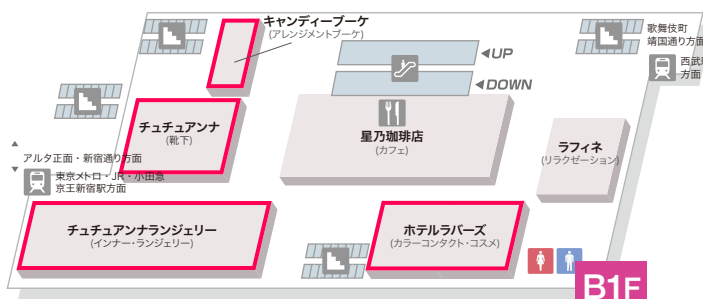 キャンディーブーケ
(アレンジメントブーケ)
歌舞伎町
靖国通り方面
西武
方面
UP
DOWN
チュチュアンナ
(靴下)
星乃珈琲店
(カフェ)
ラフィネ
(リラクゼーション)
アルタ正面・新宿通り方面
東京メトロ・JR・小田急
京王新宿駅方面
チュチュアンナランジェリー
(インナー・ランジェリー)
ホテルラバーズ
(カラーコンタクト・コスメ)
B1F